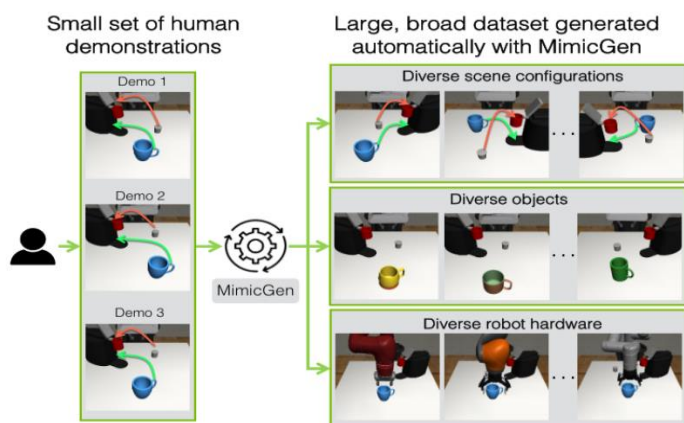 Small set of human
demonstrations
Large, broad dataset generated
automatically with MimicGen
Demo 1
Demo 2
Demo 3
MimicGen
Diverse scene configurations
. . .
Diverse objects
. . .
Diverse robot hardware
. . .